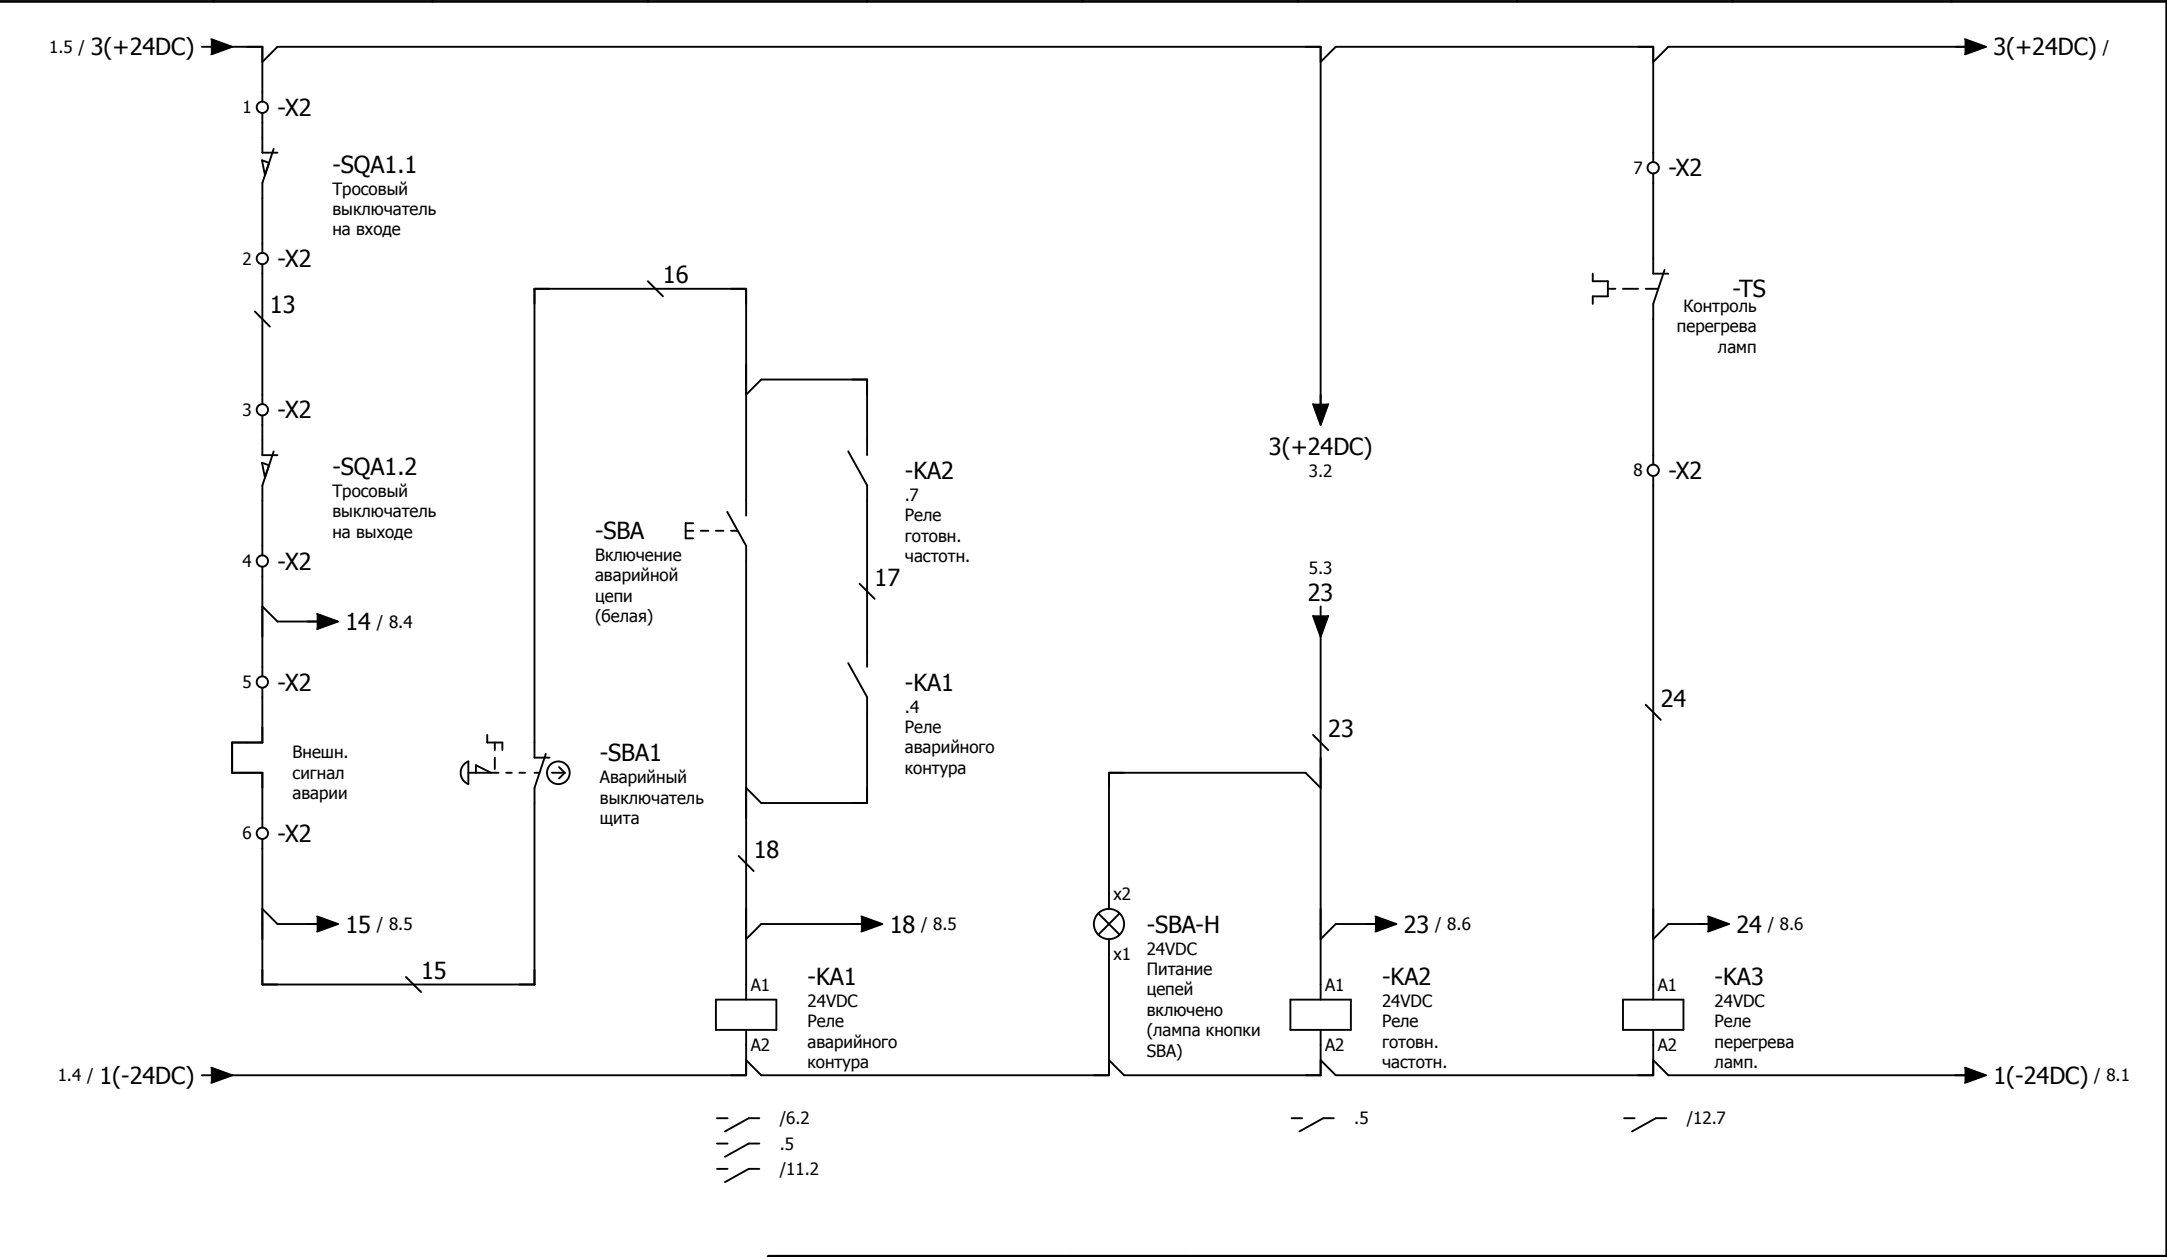 1.5 / 3(+24DC)
3(+24DC) /
1 -X2
-SQA1.1
Тросовый
выключатель
на входе
2 -X2
13
3 -X2
-SQA1.2
Тросовый
выключатель
на выходе
4 -X2
14 / 8.4
5 -X2
Внешн.
сигнал
аварии
6 -X2
15 / 8.5
15
16
-SBA1
Аварийный
выключатель
щита
-SBA
E
Включение
аварийной
цепи
(белая)
-KA2
.7
Реле
готовн.
частотн.
17
-KA1
.4
Реле
аварийного
контура
18
18 / 8.5
A1
-KA1
24VDC
Реле
аварийного
контура
A2
3(+24DC)
3.2
5.3
23
23
x2
-SBA-H
24VDC
Питание
цепей
включено
(лампа кнопки
SBA)
x1
23 / 8.6
A1
-KA2
24VDC
Реле
готовн.
частотн.
A2
7 -X2
-TS
Контроль
перегрева
ламп
8 -X2
24
24 / 8.6
A1
-KA3
24VDC
Реле
перегрева
ламп.
A2
1.4 / 1(-24DC)
1(-24DC) / 8.1
/6.2
.5
/11.2
.5
/12.7